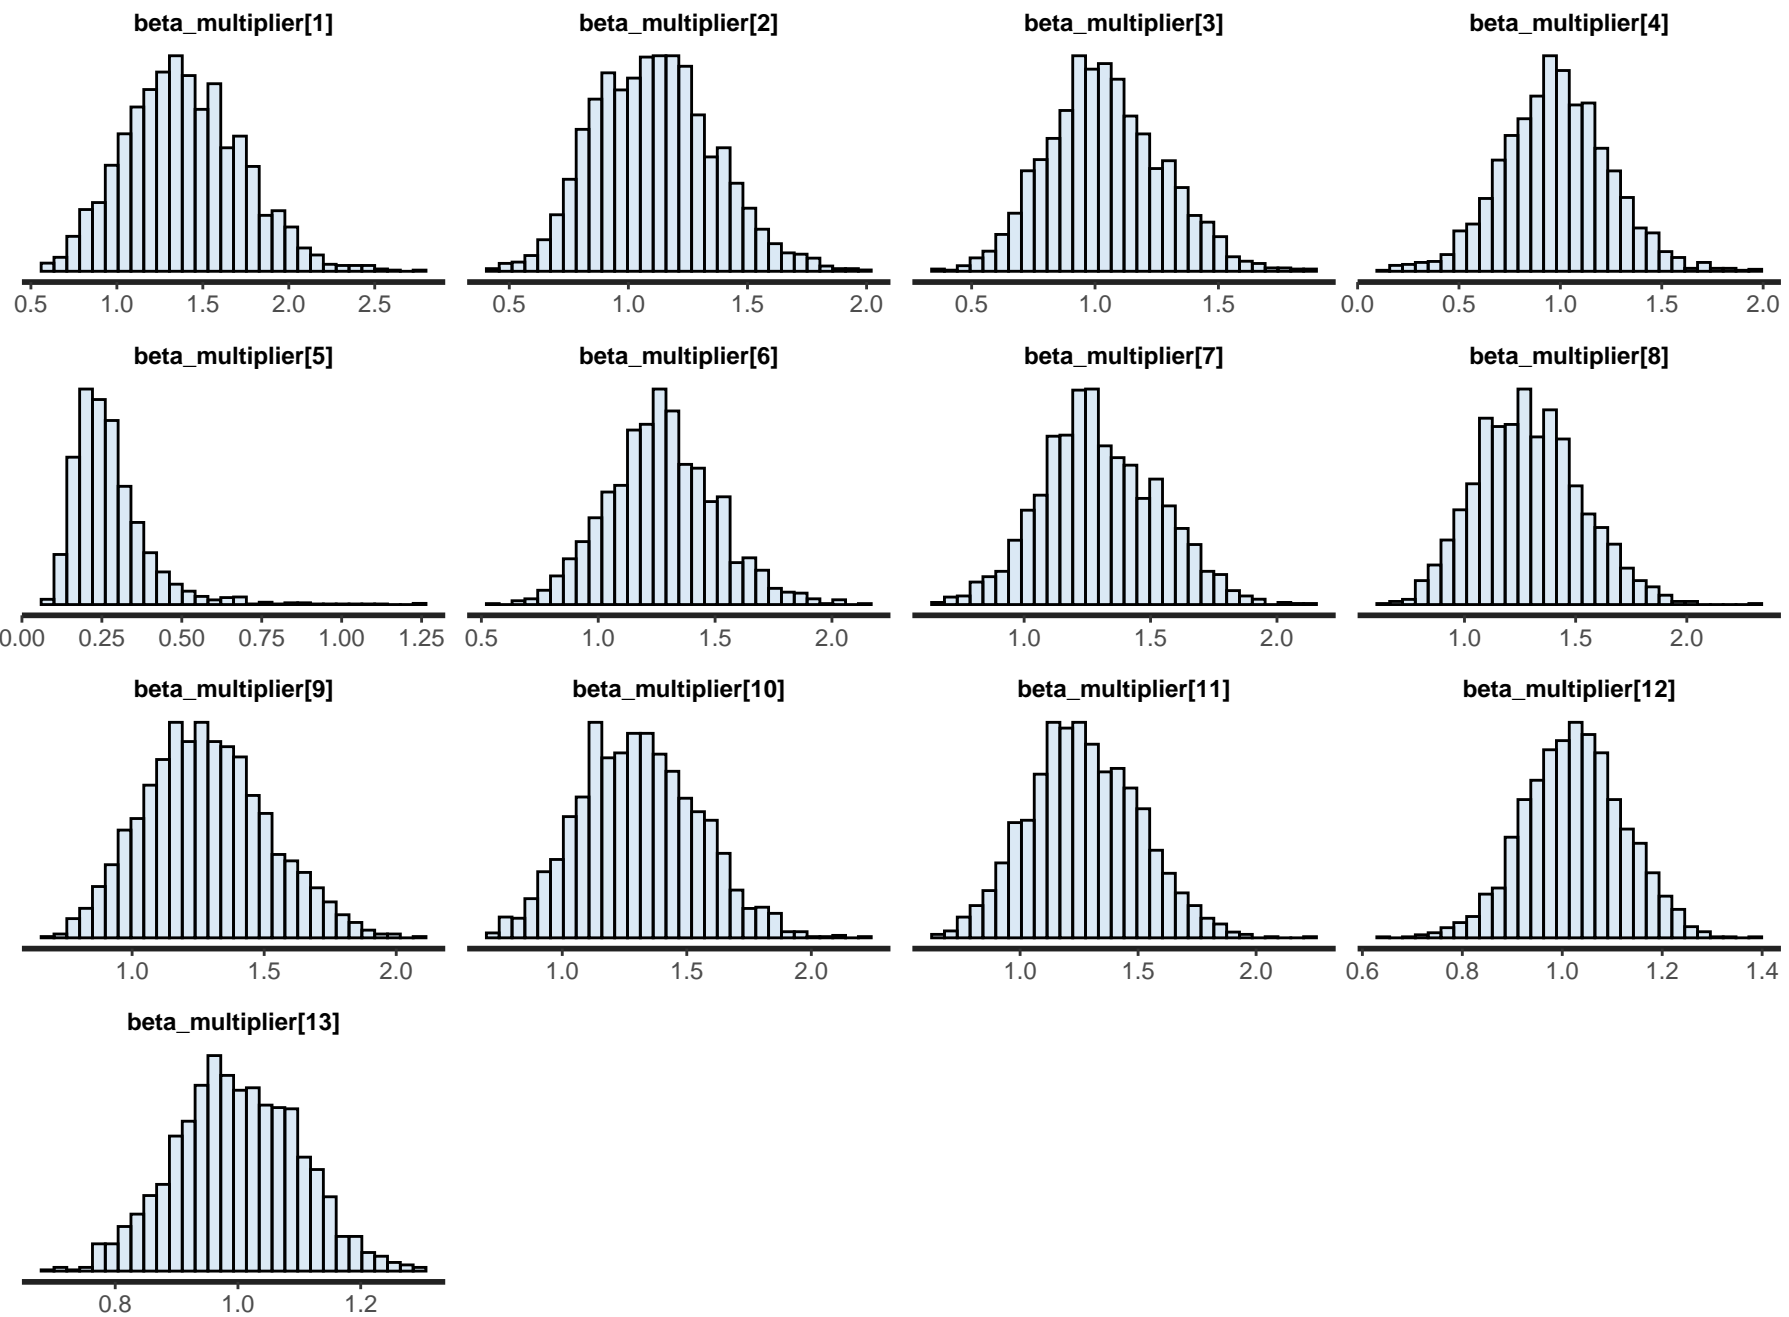 beta_multiplier[1] beta_multiplier[2] beta_multiplier[3] beta_multiplier[4]
0.5 1.0 1.5 2.0 2.5 0.5 1.0 1.5 2.0 0.5 1.0 1.5 0.0 0.5 1.0 1.5 2.0
beta_multiplier[5] beta_multiplier[6] beta_multiplier[7] beta_multiplier[8]
0.00 0.25 0.50 0.75 1.00 1.25 0.5 1.0 1.5 2.0 1.0 1.5 2.0 1.0 1.5 2.0
beta_multiplier[9] beta_multiplier[10] beta_multiplier[11] beta_multiplier[12]
1.0 1.5 2.0 1.0 1.5 2.0 1.0 1.5 2.0 0.6 0.8 1.0 1.2 1.4
beta_multiplier[13]
0.8 1.0 1.2